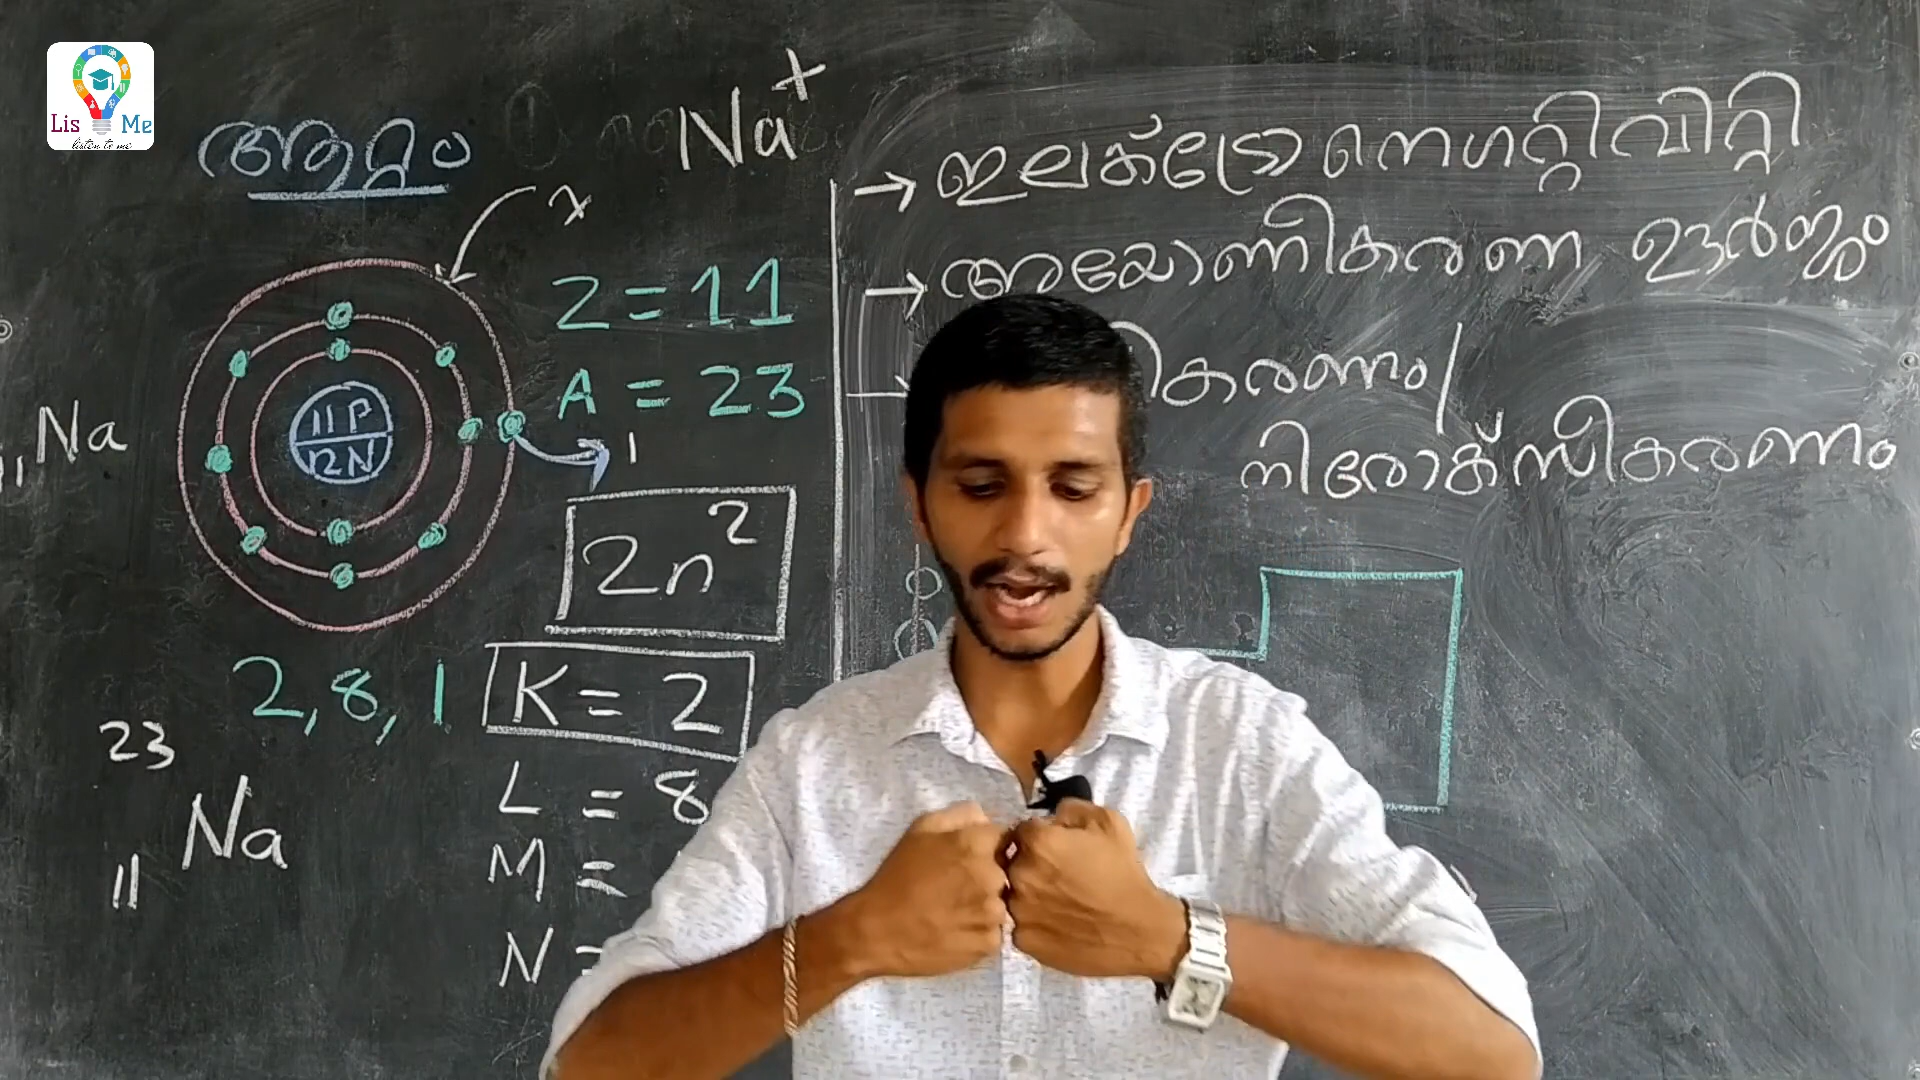 Lis Me
listen to me
ആറ്റം
Na+
x
Z = 11
A = 23
11Na
11P
12N
1
2n²
2, 8, 1
K = 2
L = 8
M =
N =
23
Na
11
→ ഇലക്ട്രോനെഗറ്റിവിറ്റി
→ അയോണീകരണ ഊർജ്ജം
കരണം/
നിരോക്സീകരണം